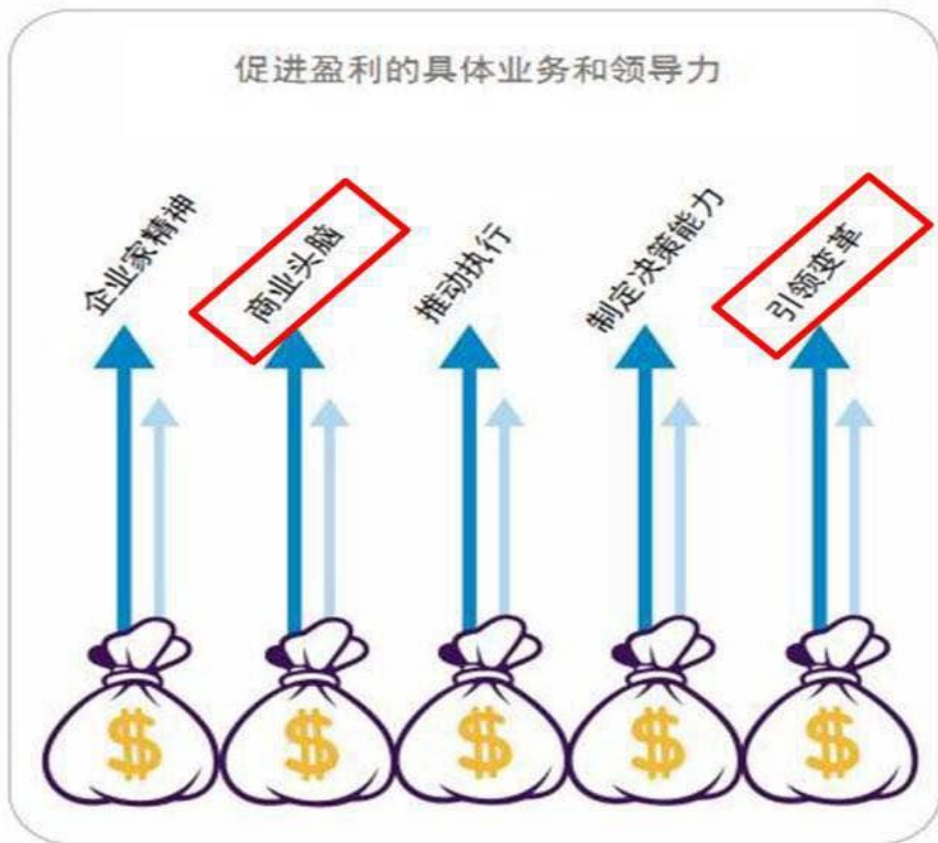 促进盈利的具体业务和领导力
企业家精神
商业头脑
推动执行
制定决策能力
引领变革
$
$
$
$
$